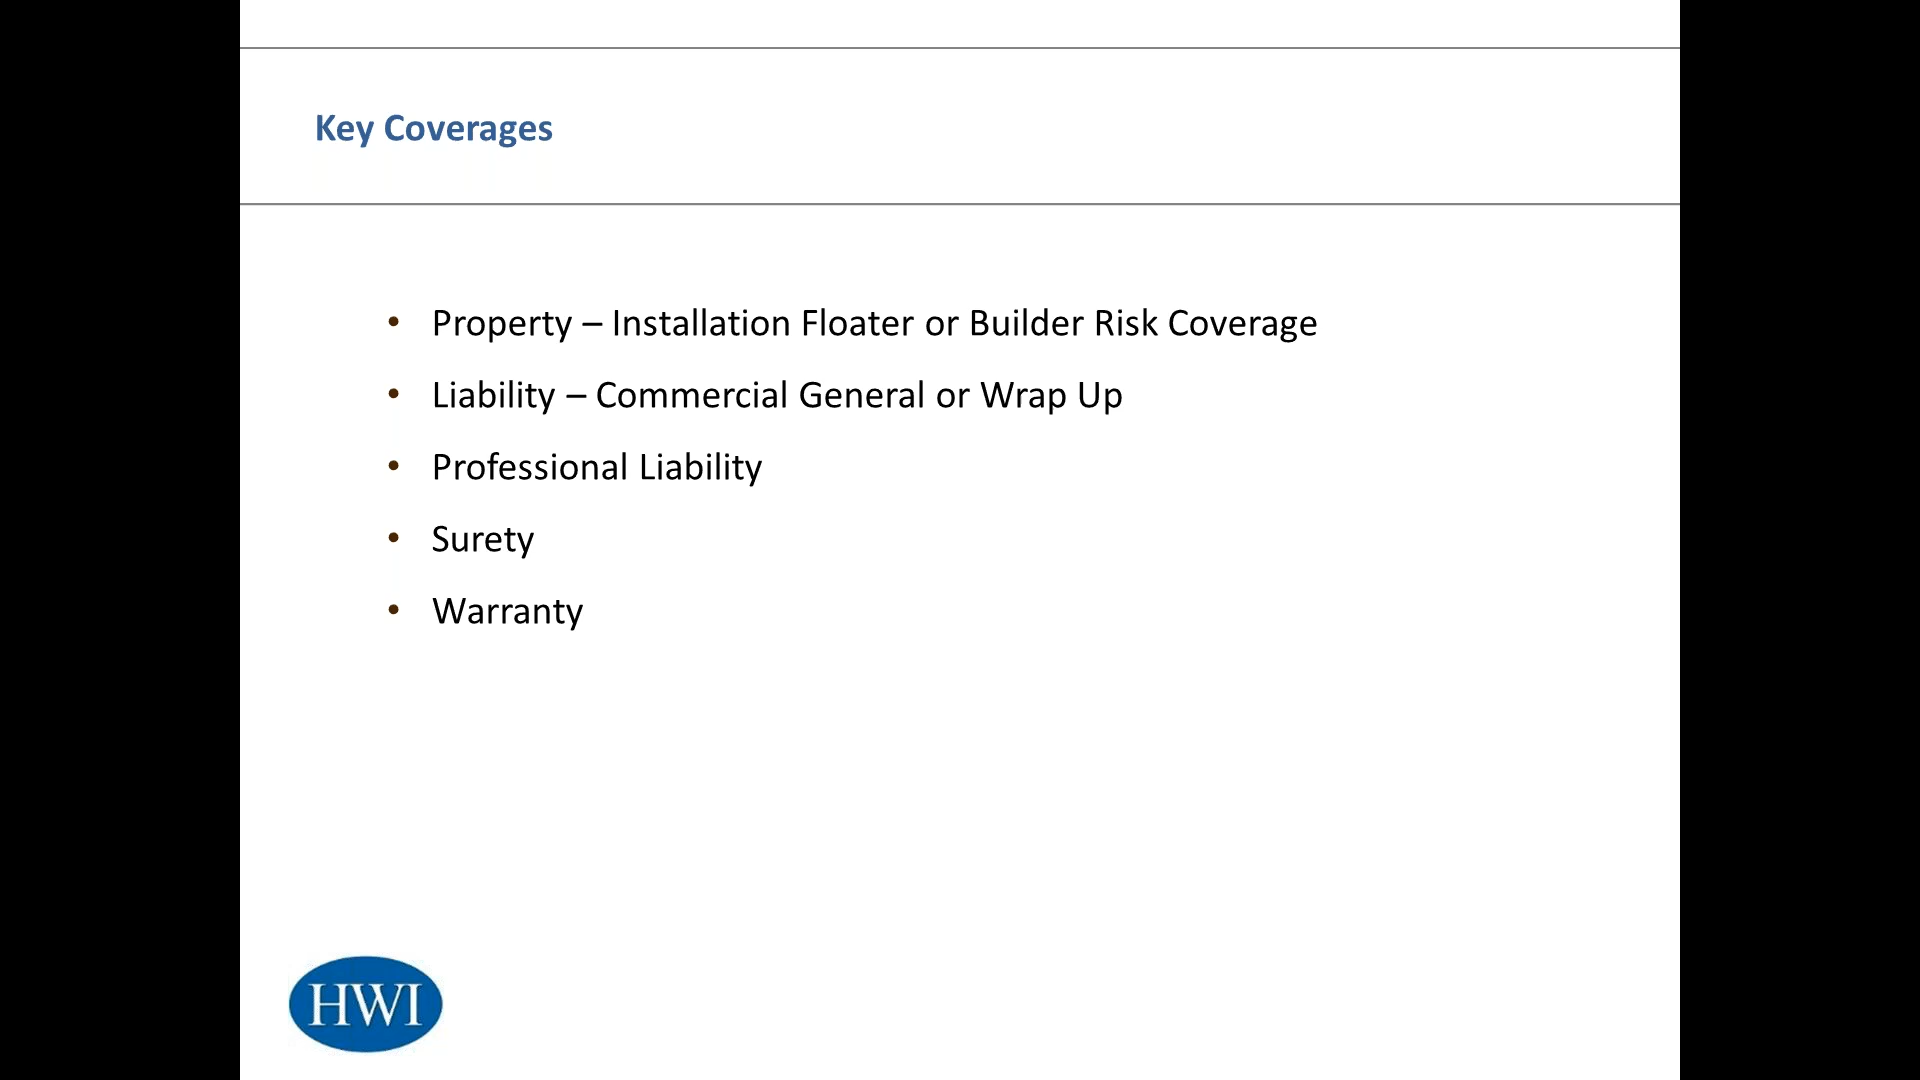 Key Coverages
• Property – Installation Floater or Builder Risk Coverage
• Liability – Commercial General or Wrap Up
• Professional Liability
• Surety
• Warranty
HWI